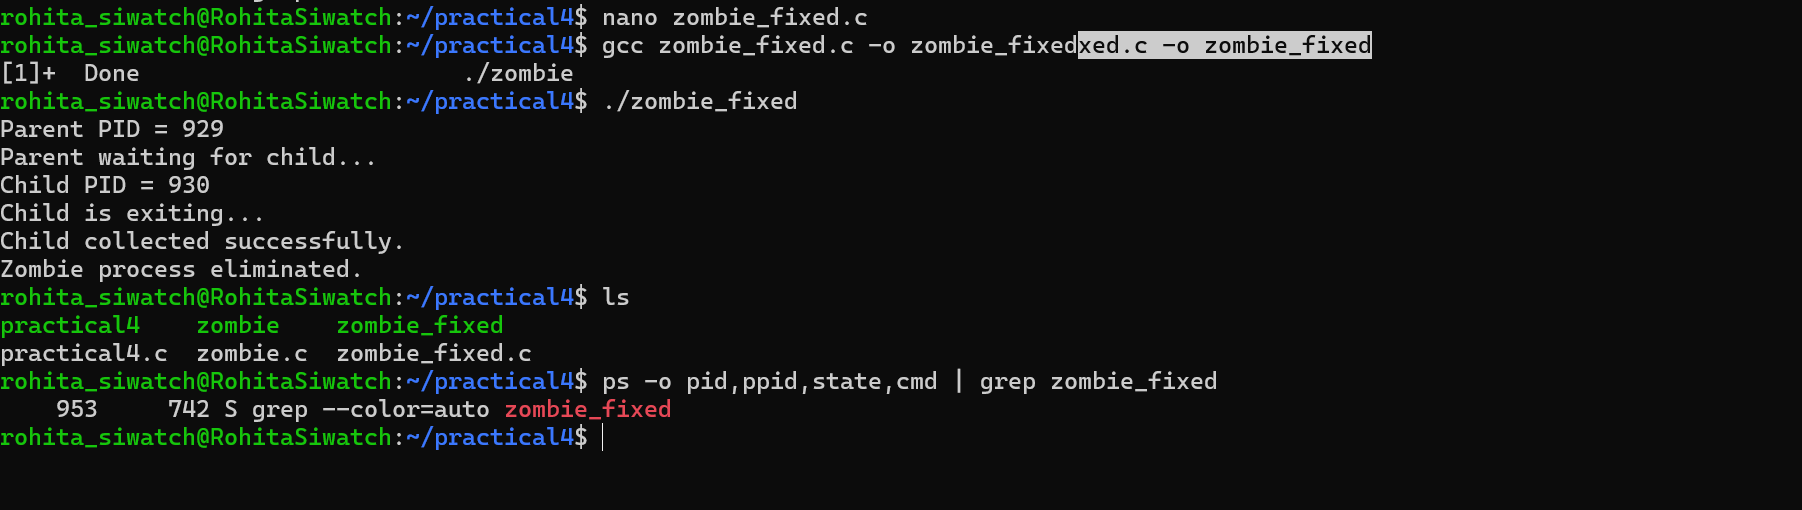 rohita_siwatch@RohitaSiwatch:~/practical4$ nano zombie_fixed.c
rohita_siwatch@RohitaSiwatch:~/practical4$ gcc zombie_fixed.c -o zombie_fixedxed.c -o zombie_fixed
[1]+  Done                       ./zombie
rohita_siwatch@RohitaSiwatch:~/practical4$ ./zombie_fixed
Parent PID = 929
Parent waiting for child...
Child PID = 930
Child is exiting...
Child collected successfully.
Zombie process eliminated.
rohita_siwatch@RohitaSiwatch:~/practical4$ ls
practical4    zombie    zombie_fixed
practical4.c  zombie.c  zombie_fixed.c
rohita_siwatch@RohitaSiwatch:~/practical4$ ps -o pid,ppid,state,cmd | grep zombie_fixed
    953     742 S grep --color=auto zombie_fixed
rohita_siwatch@RohitaSiwatch:~/practical4$